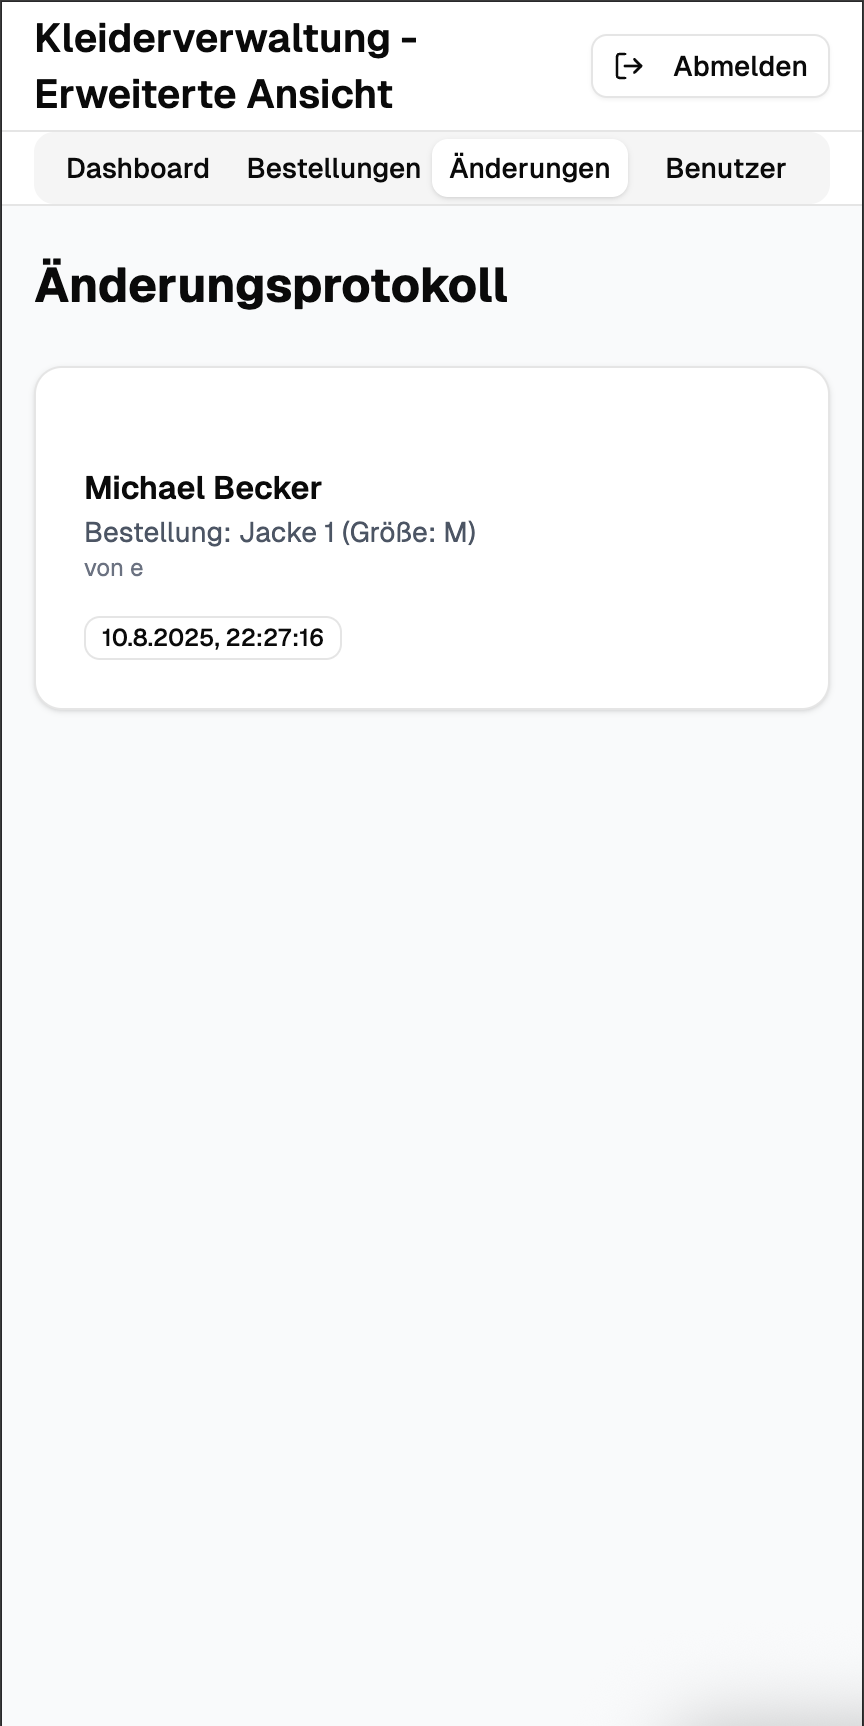 Kleiderverwaltung -
Erweiterte Ansicht
Abmelden
Dashboard Bestellungen Änderungen Benutzer
Änderungsprotokoll
Michael Becker
Bestellung: Jacke 1 (Größe: M)
von e
10.8.2025, 22:27:16